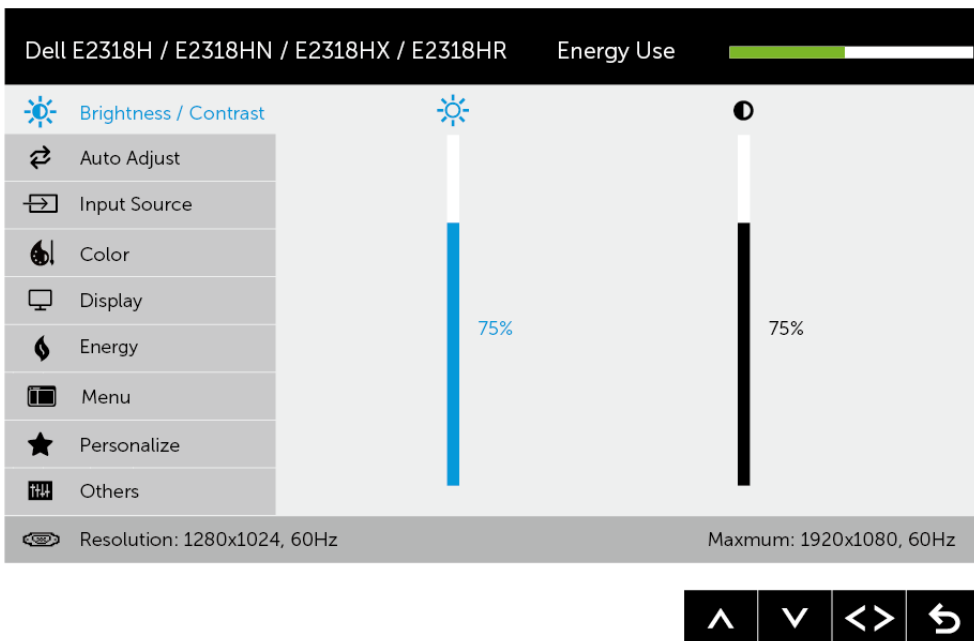 Dell E2318H / E2318HN / E2318HX / E2318HR Energy Use
Brightness / Contrast
Auto Adjust
Input Source
Color
Display
75% 75%
Energy
Menu
Personalize
Others
Resolution: 1280x1024, 60Hz Maxmum: 1920x1080, 60Hz